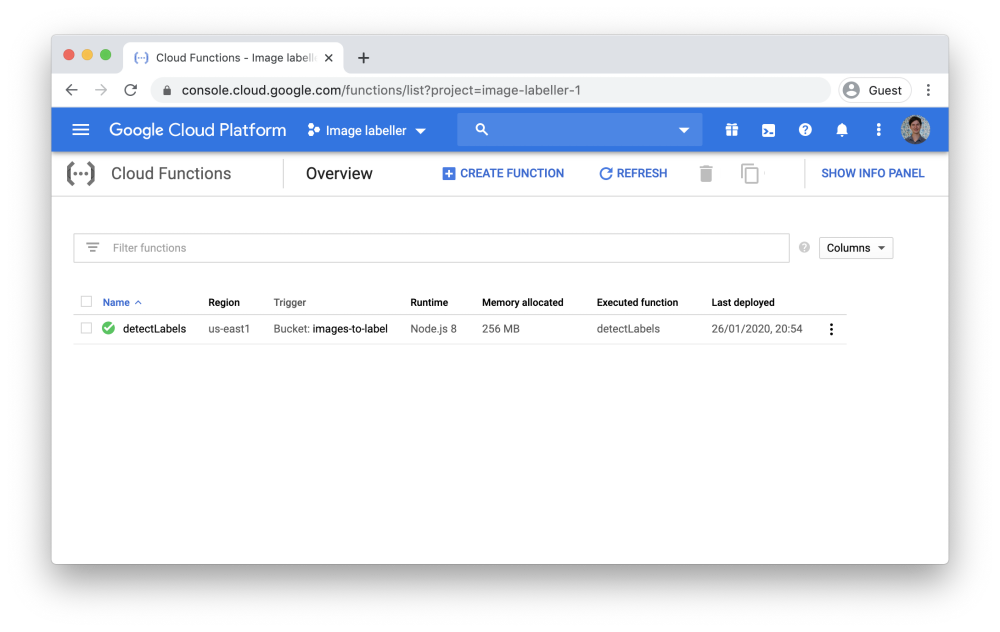 Cloud Functions - Image labelle
console.cloud.google.com/functions/list?project=image-labeller-1
Guest
Google Cloud Platform
Image labeller
Cloud Functions
Overview
CREATE FUNCTION
REFRESH
SHOW INFO PANEL
Filter functions
Columns
Name Region Trigger Runtime Memory allocated Executed function Last deployed
detectLabels us-east1 Bucket: images-to-label Node.js 8 256 MB detectLabels 26/01/2020, 20:54